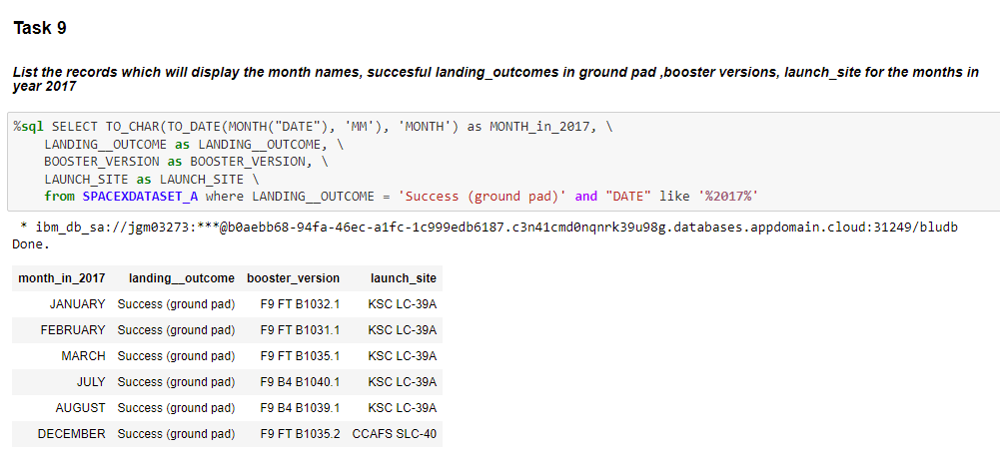 Task 9
List the records which will display the month names, succesful landing_outcomes in ground pad ,booster versions, launch_site for the months in
year 2017
%sql SELECT TO_CHAR(TO_DATE(MONTH("DATE"), 'MM'), 'MONTH') as MONTH_in_2017, \
LANDING__OUTCOME as LANDING__OUTCOME, \
BOOSTER_VERSION as BOOSTER_VERSION, \
LAUNCH_SITE as LAUNCH_SITE \
from SPACEXDATASET_A where LANDING__OUTCOME = 'Success (ground pad)' and "DATE" like '%2017%'
* ibm_db_sa://jgm03273:***@b0aebb68-94fa-46ec-a1fc-1c999edb6187.c3n41cmd0nqnrk39u98g.databases.appdomain.cloud:31249/bludb
Done.
month_in_2017 landing__outcome booster_version launch_site
JANUARY Success (ground pad) F9 FT B1032.1 KSC LC-39A
FEBRUARY Success (ground pad) F9 FT B1031.1 KSC LC-39A
MARCH Success (ground pad) F9 FT B1035.1 KSC LC-39A
JULY Success (ground pad) F9 B4 B1040.1 KSC LC-39A
AUGUST Success (ground pad) F9 B4 B1039.1 KSC LC-39A
DECEMBER Success (ground pad) F9 FT B1035.2 CCAFS SLC-40